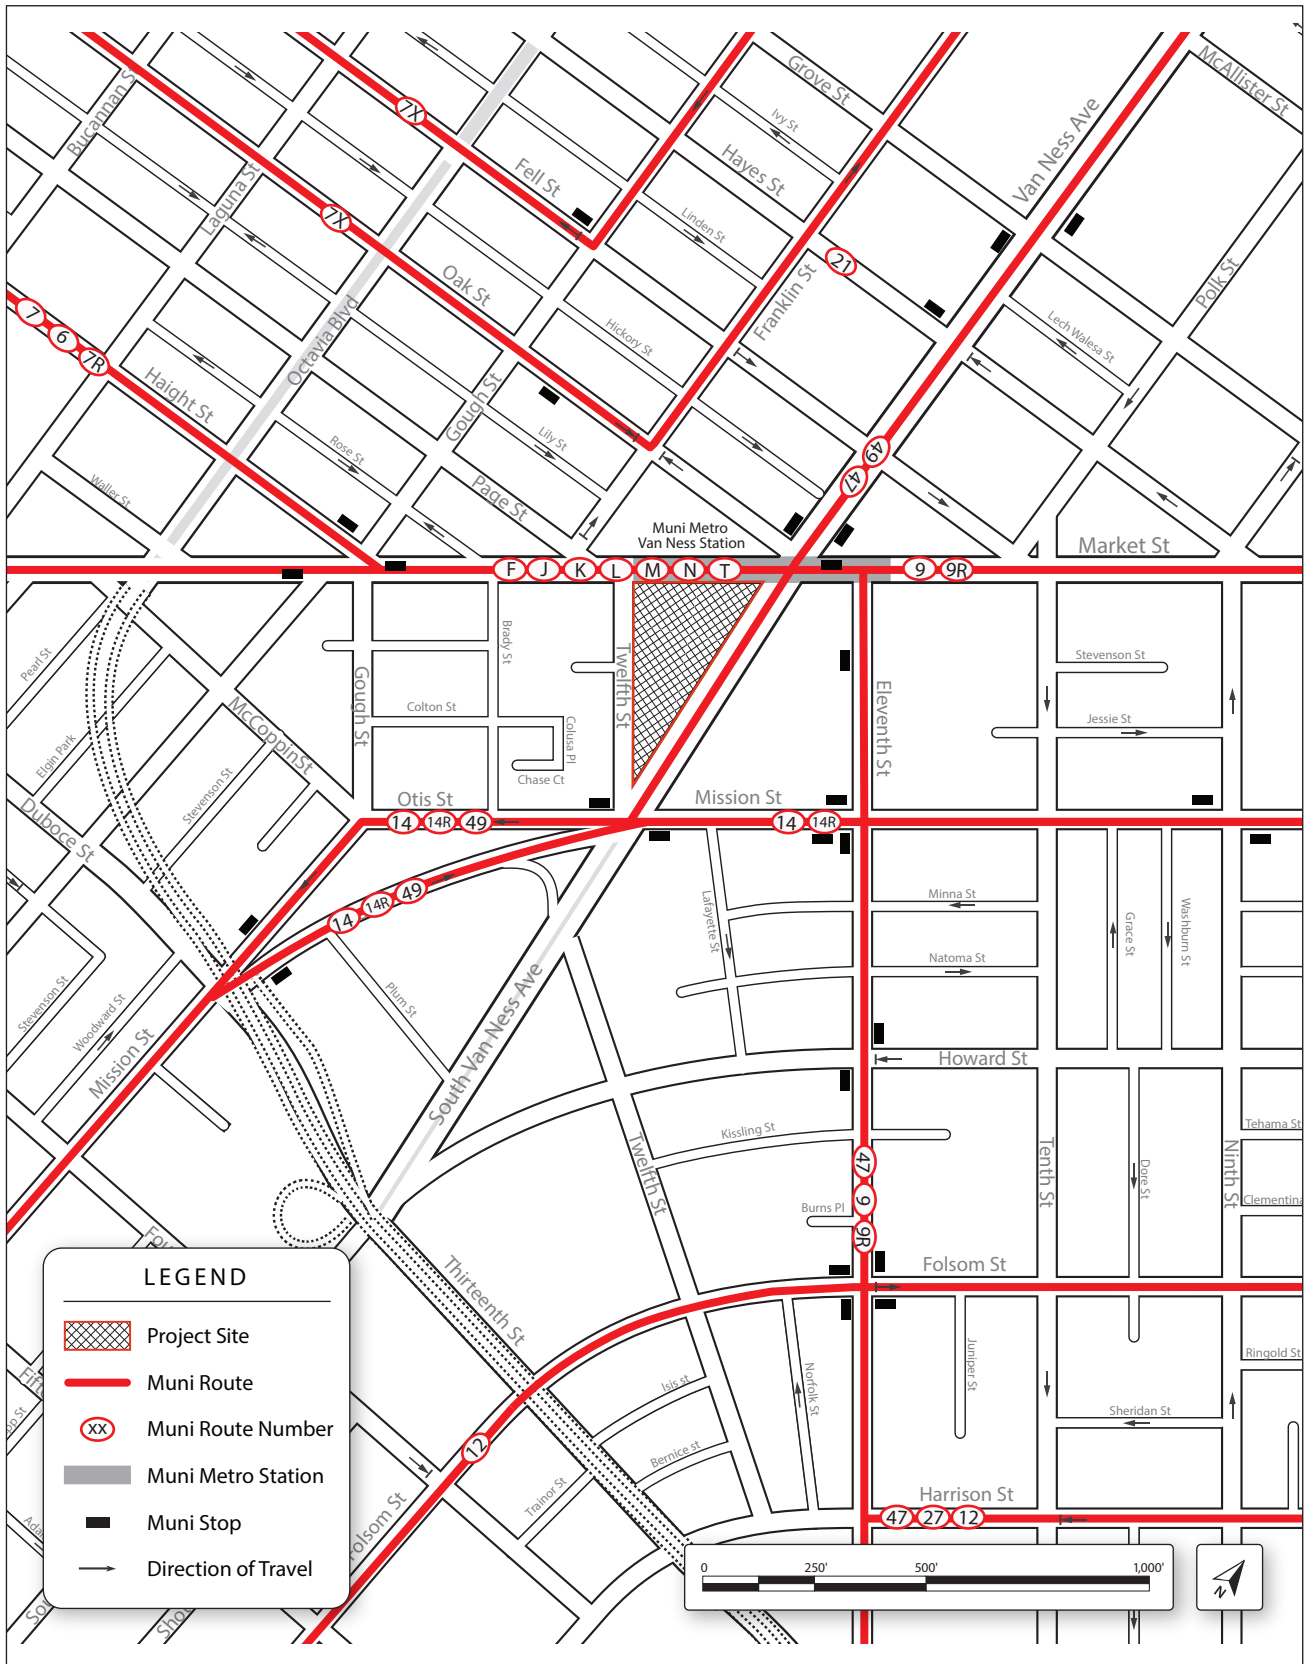 Grove St
McAllister St
Bucannan S
7X
Ivy St
Van Ness Ave
Fell St
Hayes St
Laguna St
7X
Linden St
21
Oak St
Franklin St
Polk St
7
6
7R
Octavia Blvd
Hickory St
Lech Walesa St
Haight St
Gough St
Rose St
Lily St
49
47
Waller St
Page St
Muni Metro
Van Ness Station
Market St
F
J
K
L
M
N
T
9
9R
Pearl St
Brady St
Twelfth St
Stevenson St
Gough St
Eleventh St
McCoppin St
Colton St
Colusa Pl
Jessie St
Elgin Park
Stevenson St
Chase Ct
Duboce St
Otis St
Mission St
14
14R
49
14
14R
14
14R
49
Lafayette St
Minna St
Grace St
Washburn St
Natoma St
Stevenson St
Woodward St
Plum St
Mission St
South Van Ness Ave
Howard St
Kissling St
Twelfth St
Tenth St
Ninth St
Tehama St
47
Dore St
9
Burns Pl
Clementina
9R
Folsom St
Thirteenth St
Fou
LEGEND
Project Site
Muni Route
XX
Muni Route Number
Muni Metro Station
Muni Stop
Direction of Travel
Fift
pp St
Ada
Sou
Sho
Folsom St
12
Isis st
Bernice st
Trainor St
Norfolk St
Juniper St
Ringold St
Sheridan St
Harrison St
47
27
12
0
250'
500'
1,000'
N